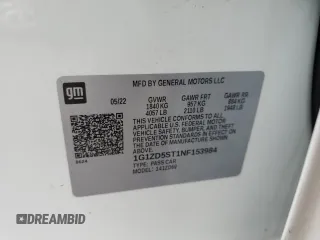 MFD BY GENERAL MOTORS LLC
gm
05/22
GVWR GAWR FRT GAWR RR
1840 KG 957 KG 894 KG
4057 LB 2110 LB
THIS VEHICLE CONFORMS TO ALL APPLICABLE U.S.
FEDERAL MOTOR VEHICLE SAFETY, BUMPER, AND
THEFT PREVENTION STANDARDS IN EFFECT ON THE
DATE OF MANUFACTURE SHOWN ABOVE.
1G1ZD5ST1NF153984
TYPE: PASS CAR
MODEL: 1412D69
DREAMBID